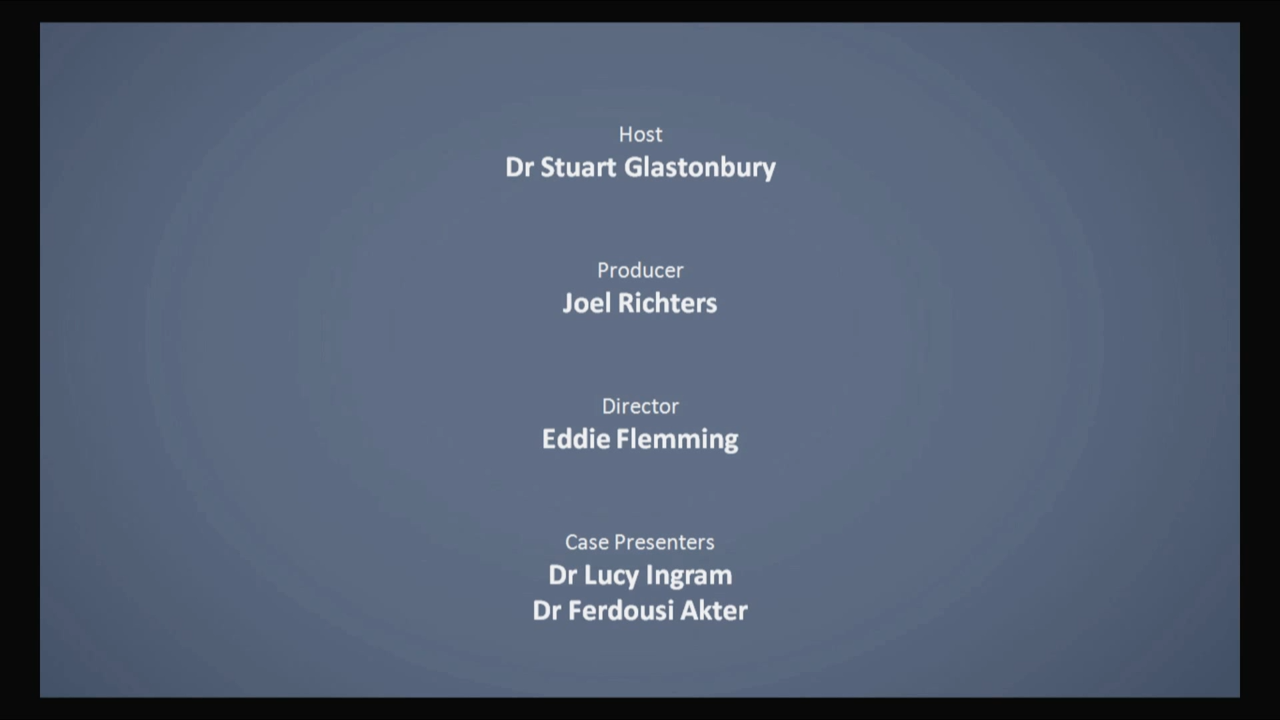 Host
Dr Stuart Glastonbury
Producer
Joel Richters
Director
Eddie Flemming
Case Presenters
Dr Lucy Ingram
Dr Ferdousi Akter